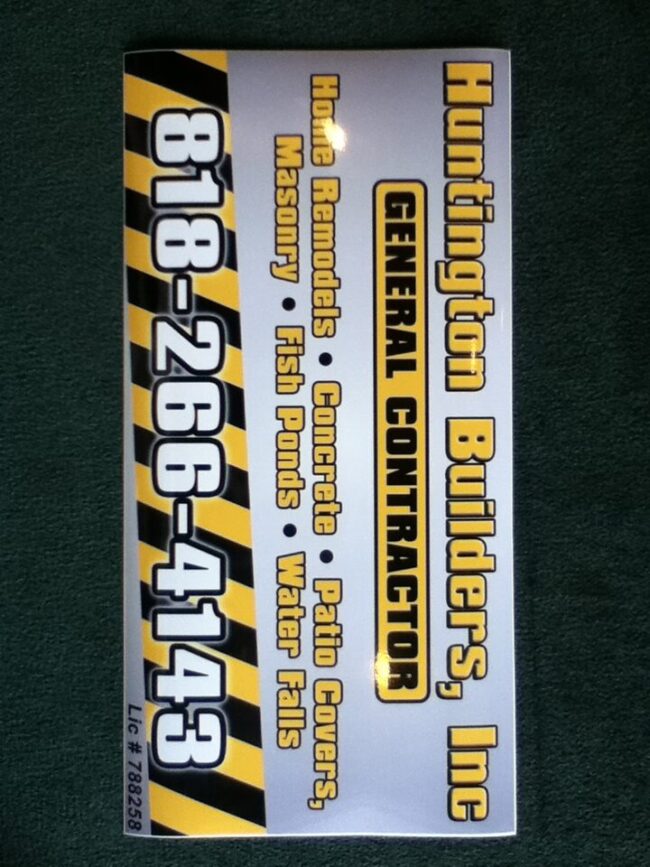 Huntington Builders, Inc
GENERAL CONTRACTOR
Home Remodels • Concrete • Patio Covers,
Masonry • Fish Ponds • Water Falls
818-266-4143
Lic # 788258